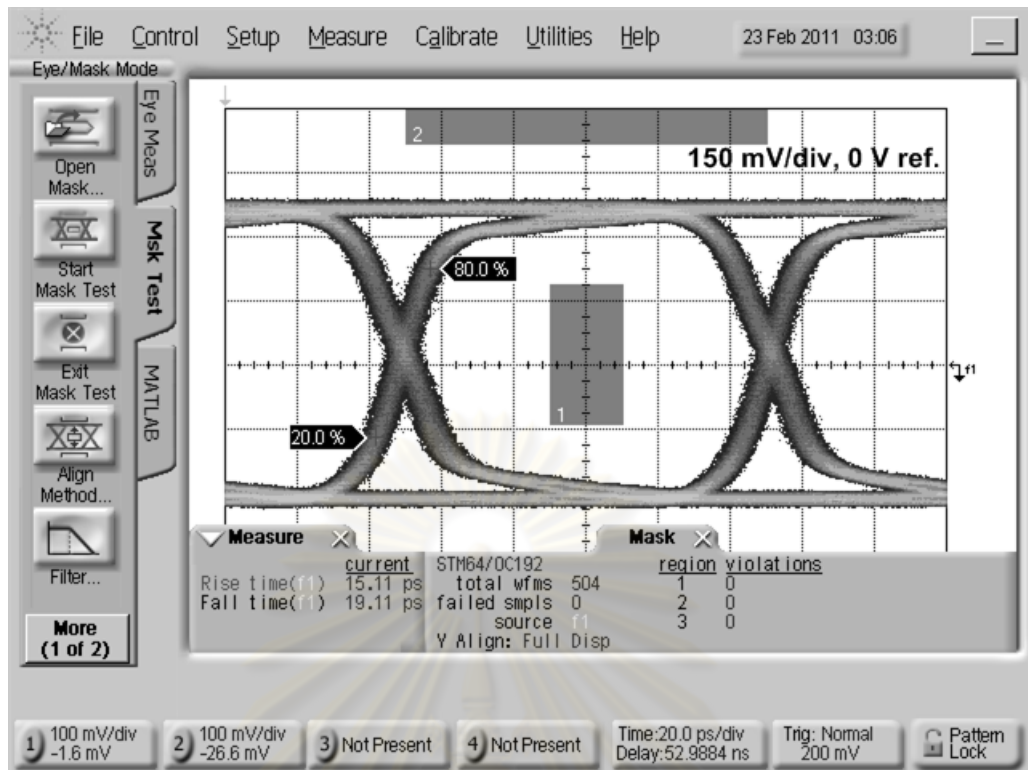 File Control Setup Measure Calibrate Utilities Help 23 Feb 2011 03:06
Eye/Mask Mode
Eye Meas
Msk Test
MATLAB
Open
Mask...
Start
Mask Test
Exit
Mask Test
Align
Method...
Filter...
More
(1 of 2)
2
150 mV/div, 0 V ref.
80.0 %
f1
1
20.0 %
Measure
current
Rise time(f1) 15.11 ps
Fall time(f1) 19.11 ps
Mask
STM64/OC192
total wfms 504
failed smpls 0
source f1
Y Align: Full Disp
region violations
1 0
2 0
3 0
1) 100 mV/div
-1.6 mV
2) 100 mV/div
-26.6 mV
3) Not Present
4) Not Present
Time:20.0 ps/div
Delay:52.9884 ns
Trig: Normal
200 mV
Pattern
Lock